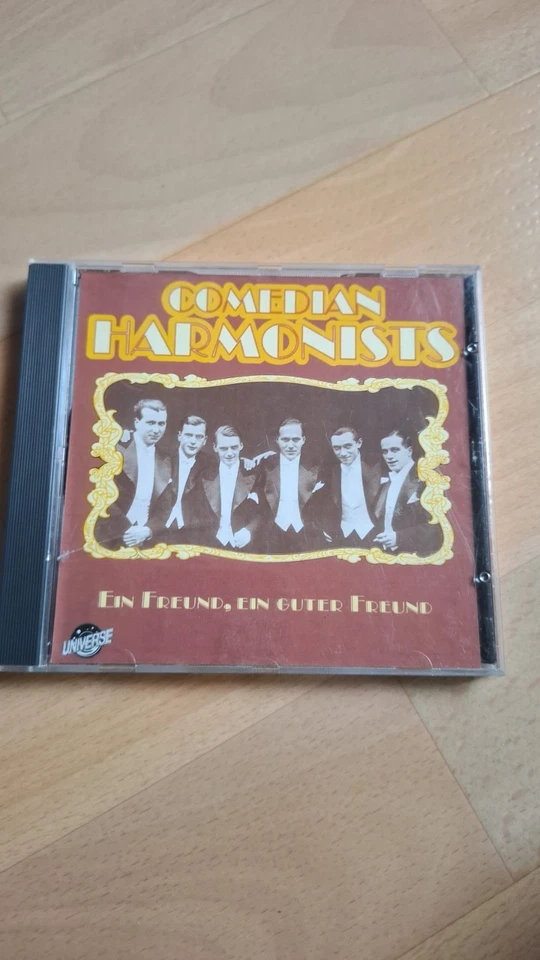 COMEDIAN
HARMONISTS
EIN FREUND, EIN GUTER FREUND
UNIVERSE